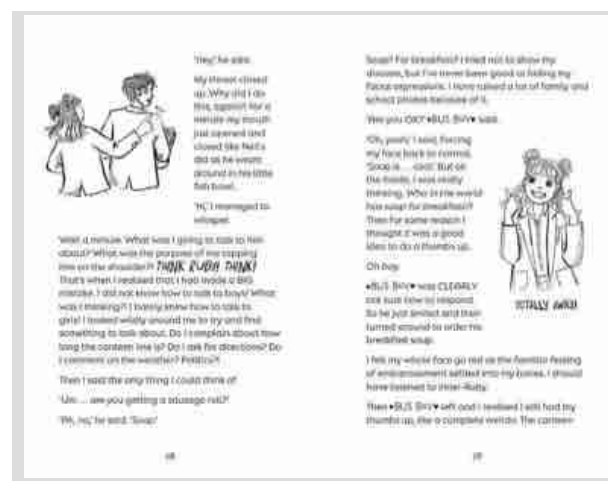 'Hey,' he said.
My throat closed
up. Why did I do
this, again? For a
minute my mouth
just opened and
closed like Neil's
did as he swam
around in his little
fish bowl.
'Hi,' I managed to
whisper.
Wait a minute. What was I going to talk to him
about? What was the purpose of me tapping
him on the shoulder?! THINK RUBY THINK!
That's when I realised that I had made a BIG
mistake. I did not know how to talk to boys! What
was I thinking?! I barely knew how to talk to
girls! I looked wildly around me to try and find
something to talk about. Do I complain about how
long the canteen line is? Do I ask for directions? Do
I comment on the weather? Politics?!
Then I said the only thing I could think of.
'Um ... are you getting a sausage roll?'
'Ah, no,' he said. 'Soup.'
Soup? For breakfast? I tried not to show my
, but I've never been good at hiding my
facial expressions. I have ruined a lot of family and
school photos because of it.
you OK?' ♥BUS BOY♥ said.
'Oh, yeah,' I said, forcing
my face back to normal.
'Soup is ... cool.' But on
the inside, I was really
thinking, Who in the world
has soup for breakfast?!
Then for some reason I
thought it was a good
idea to do a thumbs up.
Oh boy.
♥BUS BOY♥ was CLEARLY
not sure how to respond.
So he just smiled and then
turned around to order his
breakfast soup.
TOTALLY AWKS!
I felt my whole face go red as the familiar feeling
of embarrassment settled into my bones. I should
have listened to Inner-Ruby.
Then ♥BUS BOY♥ left and I realised I still had my
thumbs up, like a complete weirdo. The canteen